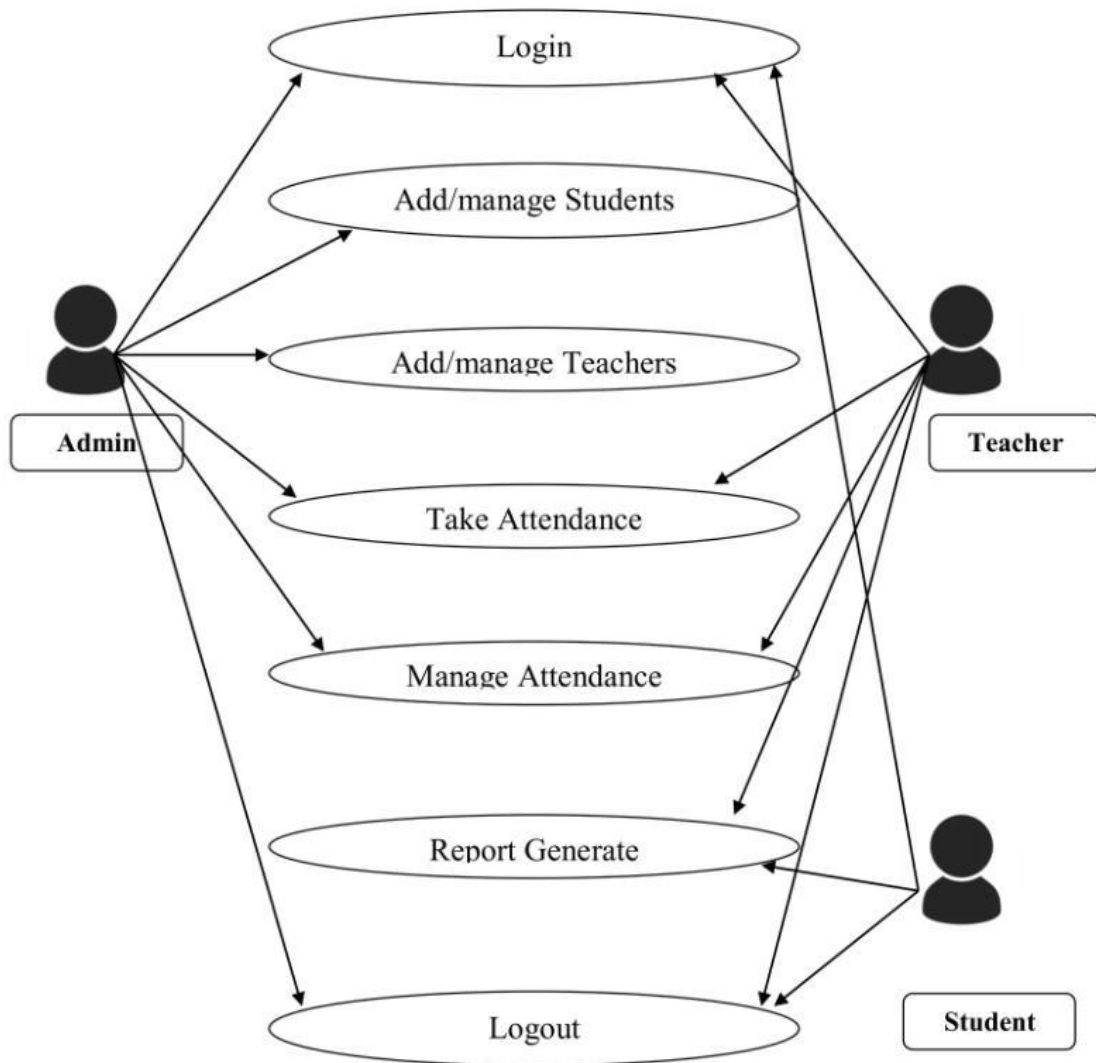 Login
Add/manage Students
Add/manage Teachers
Admin
Teacher
Take Attendance
Manage Attendance
Report Generate
Student
Logout